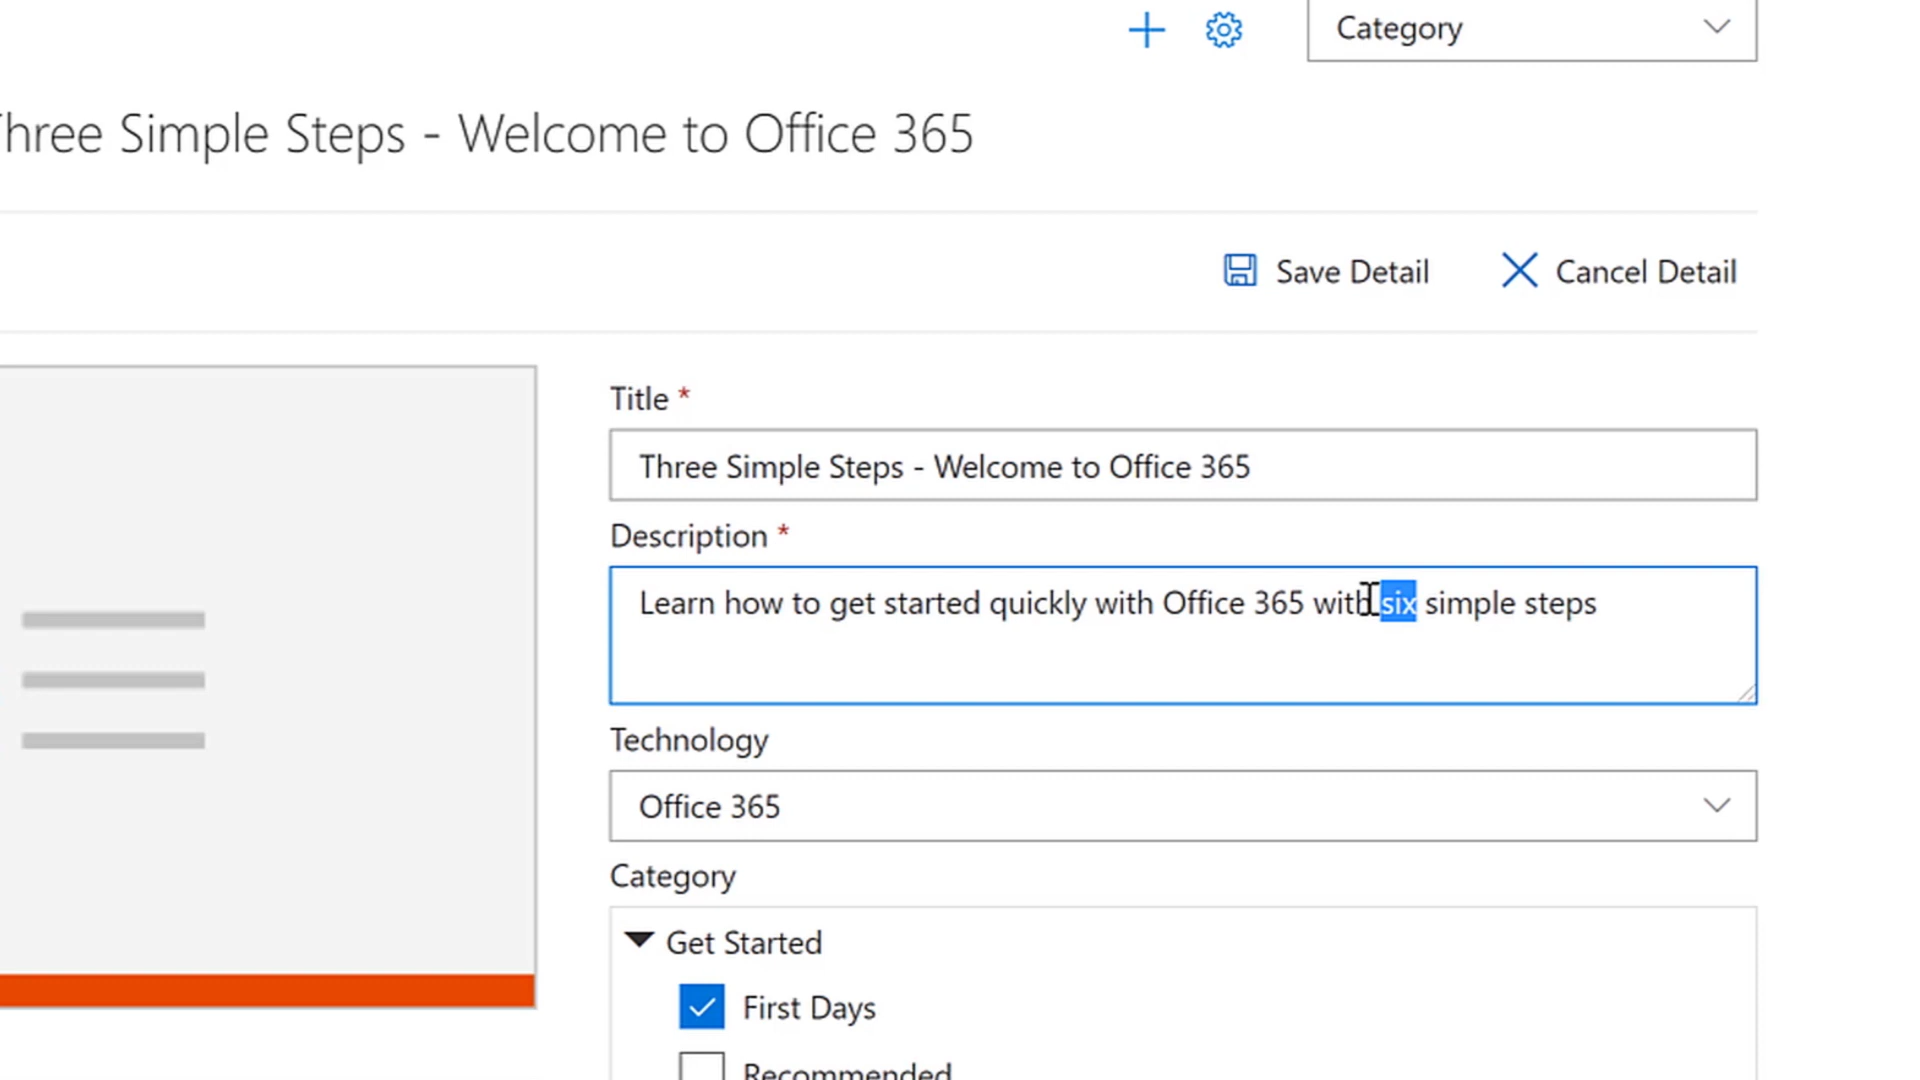 Category
Three Simple Steps - Welcome to Office 365
Save Detail
Cancel Detail
Title *
Three Simple Steps - Welcome to Office 365
Description *
Learn how to get started quickly with Office 365 with six simple steps
Technology
Office 365
Category
Get Started
First Days
Recommended